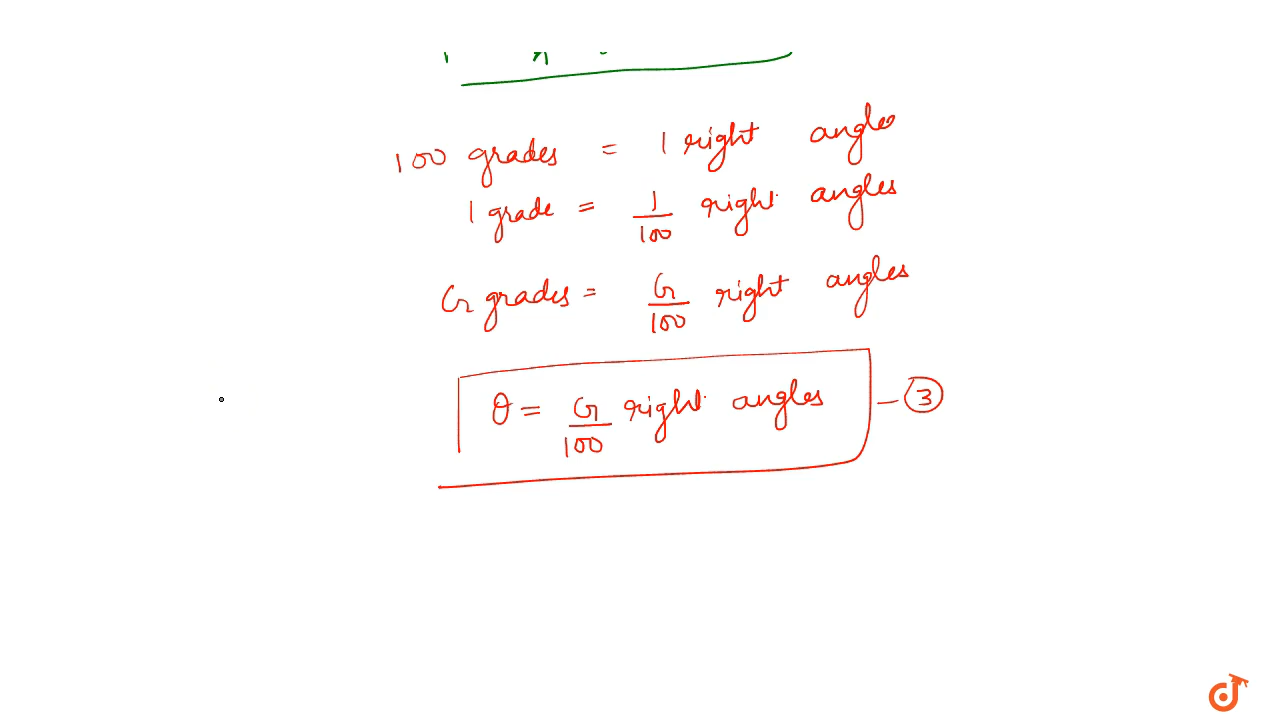 100 grades = 1 right angles
1 grade = 1/100 right angles
G grades = G/100 right angles
θ = G/100 right angles - ③